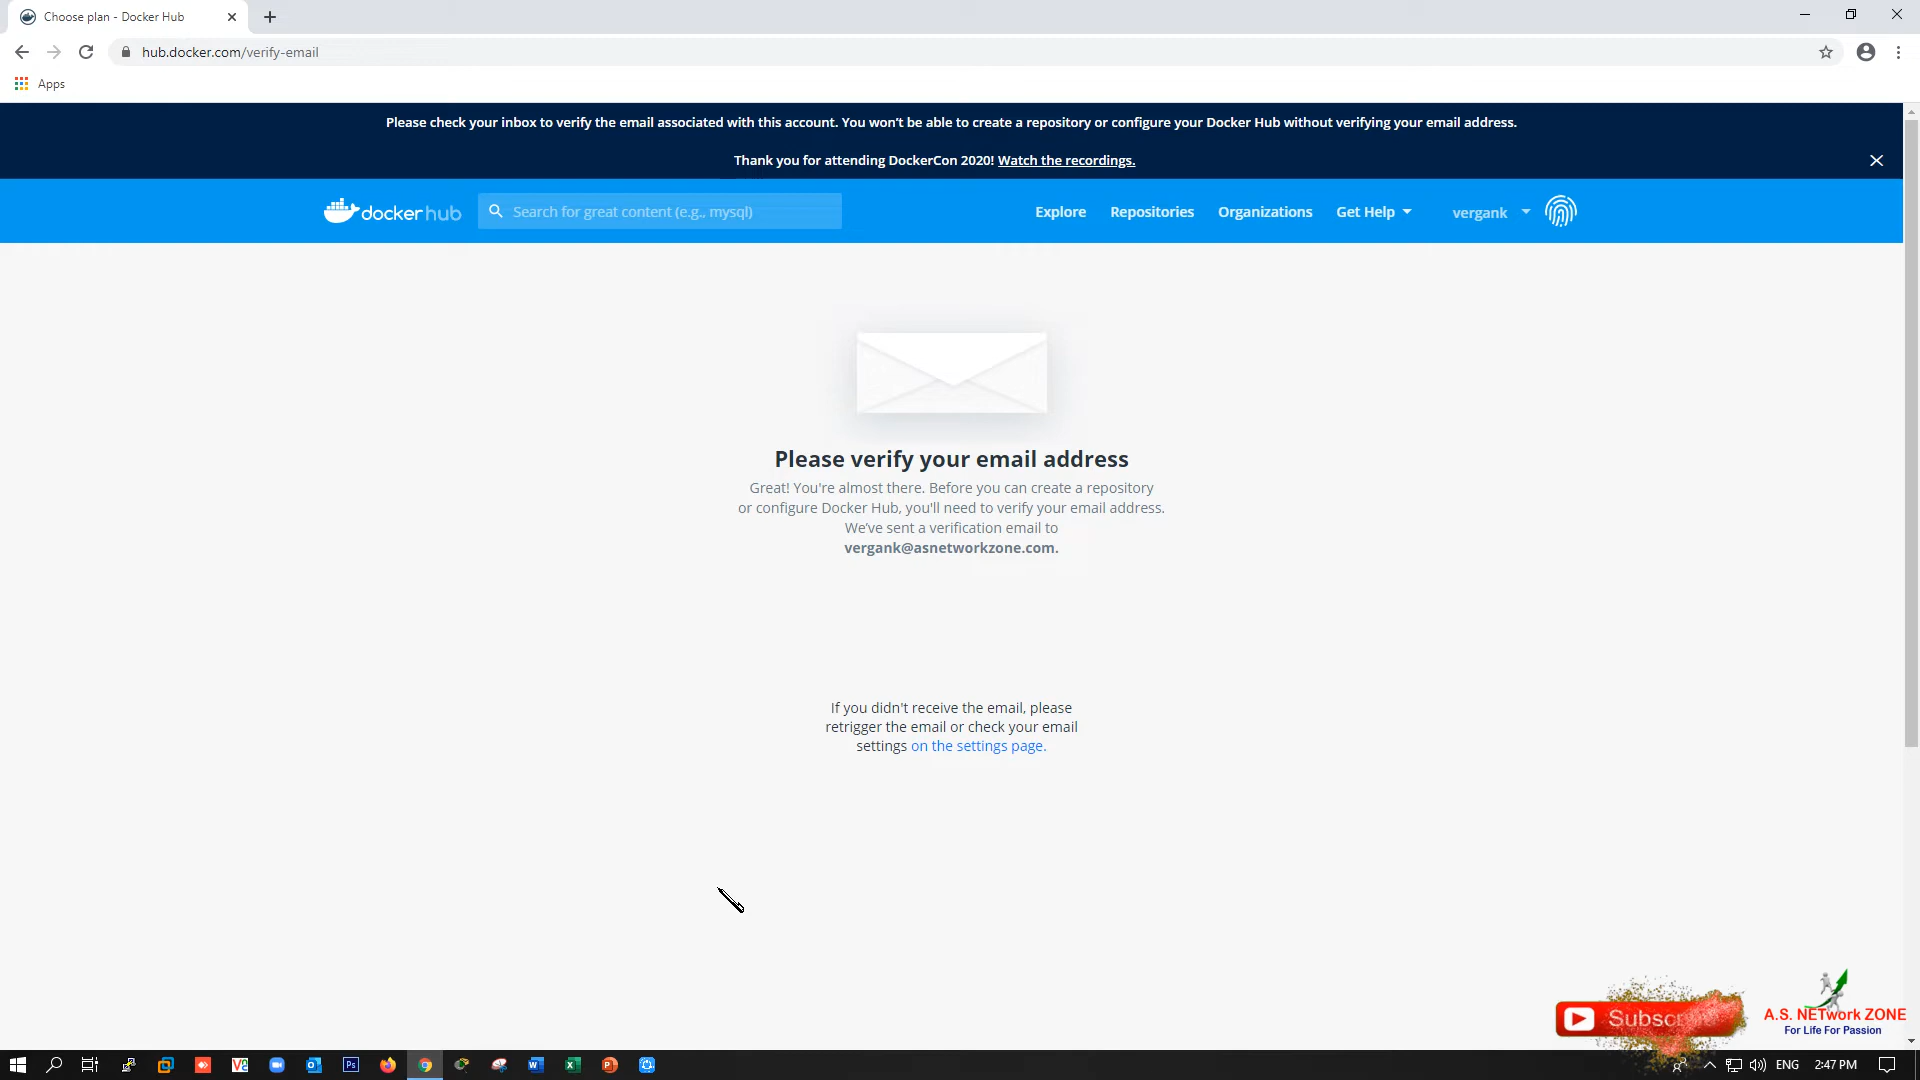 Choose plan - Docker Hub
hub.docker.com/verify-email
Apps
Please check your inbox to verify the email associated with this account. You won't be able to create a repository or configure your Docker Hub without verifying your email address.
Thank you for attending DockerCon 2020! Watch the recordings.
docker hub
Search for great content (e.g., mysql)
Explore
Repositories
Organizations
Get Help
vergank
Please verify your email address
Great! You're almost there. Before you can create a repository
or configure Docker Hub, you'll need to verify your email address.
We've sent a verification email to
vergank@asnetworkzone.com.
If you didn't receive the email, please
retrigger the email or check your email
settings on the settings page.
A.S. NETwork ZONE
For Life For Passion
Ps
ENG
2:47 PM